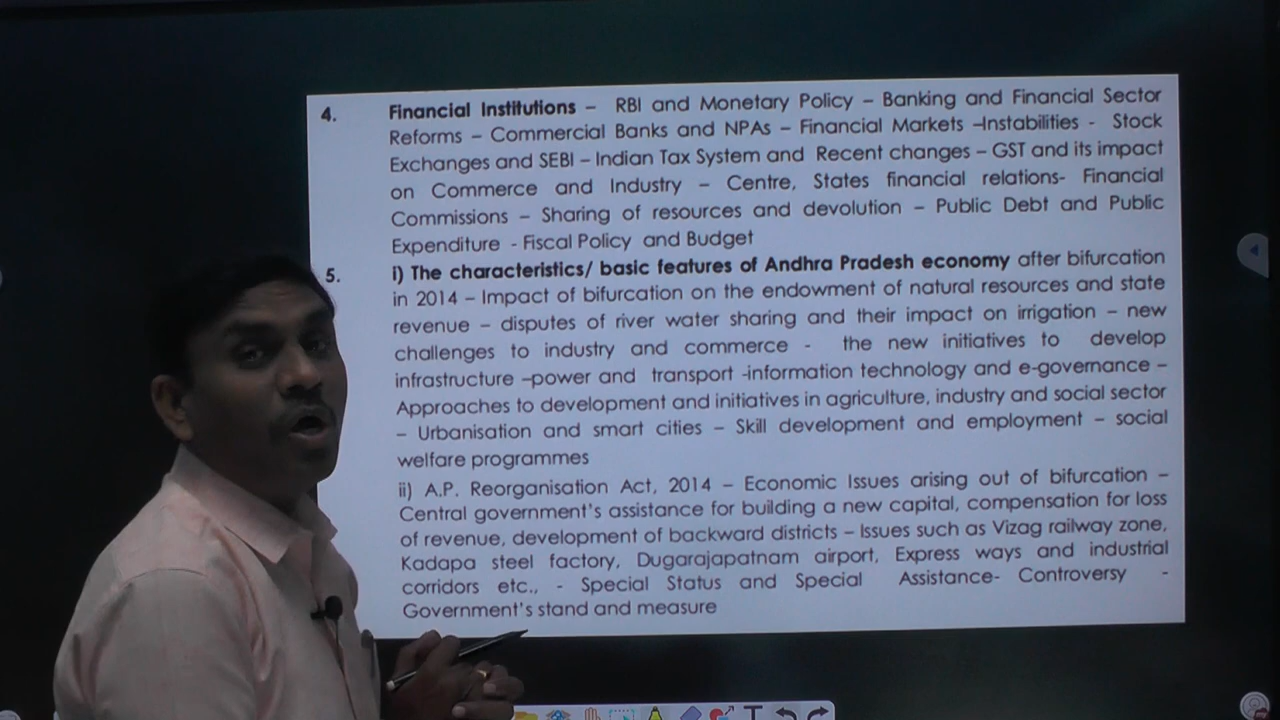 4. Financial Institutions – RBI and Monetary Policy – Banking and Financial Sector
Reforms – Commercial Banks and NPAs – Financial Markets –Instabilities - Stock
Exchanges and SEBI – Indian Tax System and Recent changes – GST and its impact
on Commerce and Industry – Centre, States financial relations- Financial
Commissions – Sharing of resources and devolution – Public Debt and Public
Expenditure - Fiscal Policy and Budget
5. i) The characteristics/ basic features of Andhra Pradesh economy after bifurcation
in 2014 – Impact of bifurcation on the endowment of natural resources and state
revenue – disputes of river water sharing and their impact on irrigation – new
challenges to industry and commerce - the new initiatives to develop
infrastructure –power and transport -information technology and e-governance –
Approaches to development and initiatives in agriculture, industry and social sector
– Urbanisation and smart cities – Skill development and employment – social
welfare programmes
ii) A.P. Reorganisation Act, 2014 – Economic Issues arising out of bifurcation –
Central government's assistance for building a new capital, compensation for loss
of revenue, development of backward districts – Issues such as Vizag railway zone,
Kadapa steel factory, Dugarajapatnam airport, Express ways and industrial
corridors etc., - Special Status and Special Assistance- Controversy -
Government's stand and measure